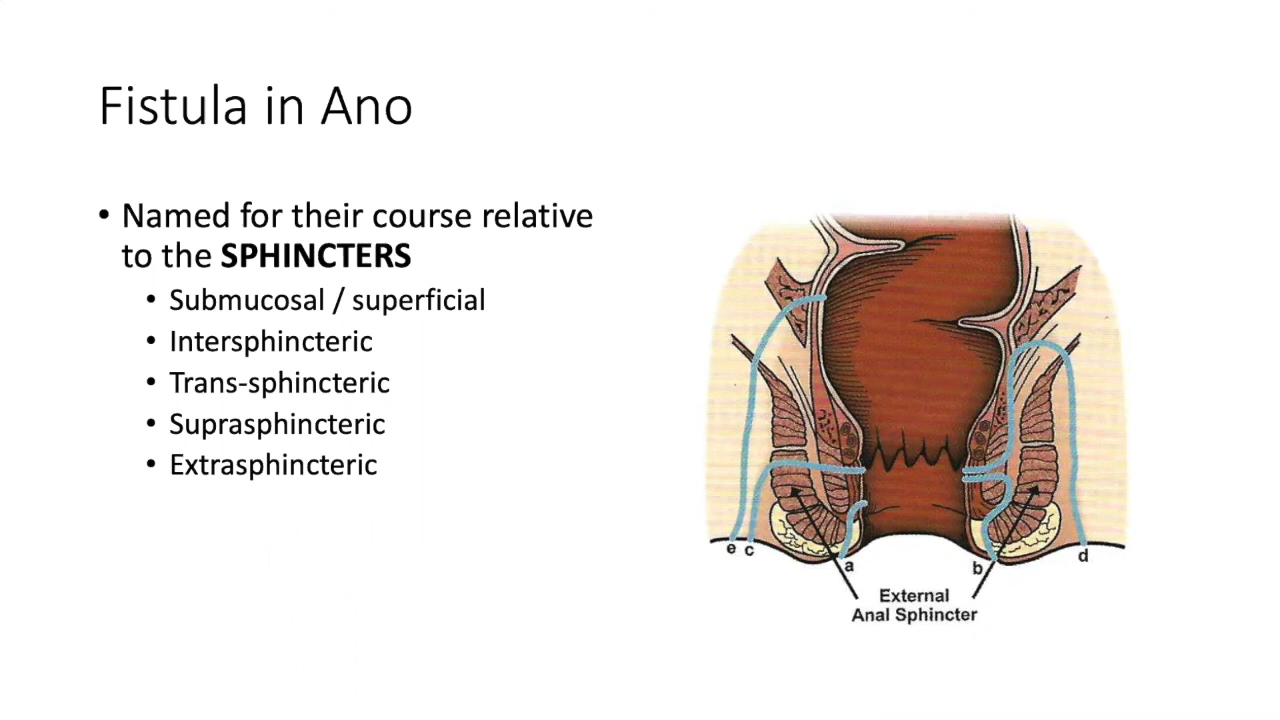 Fistula in Ano
• Named for their course relative
to the SPHINCTERS
• Submucosal / superficial
• Intersphincteric
• Trans-sphincteric
• Suprasphincteric
• Extrasphincteric
e c
a
b
d
External
Anal Sphincter